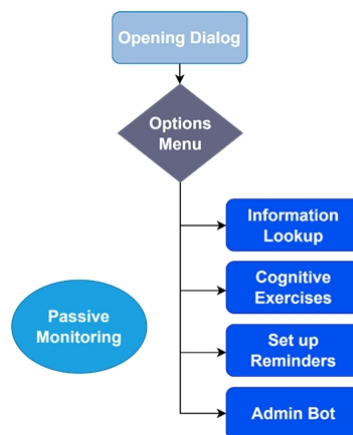 Opening Dialog
Options
Menu
Information
Lookup
Cognitive
Exercises
Passive
Monitoring
Set up
Reminders
Admin Bot